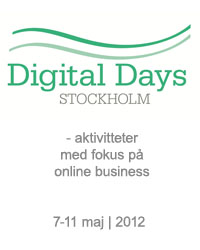 Digital Days
STOCKHOLM
- aktivitteter
med fokus på
online business
7-11 maj | 2012